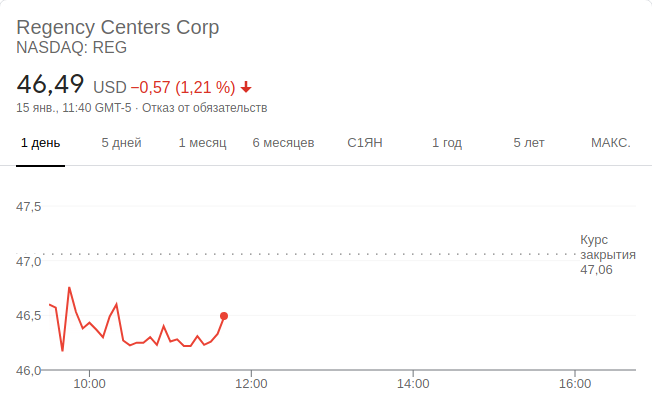 Regency Centers Corp
NASDAQ: REG
46,49 USD −0,57 (1,21 %)
15 янв., 11:40 GMT-5 · Отказ от обязательств
1 день 5 дней 1 месяц 6 месяцев С1ЯН 1 год 5 лет МАКС.
47,5
Курс
закрытия
47,06
47,0
46,5
46,0
10:00 12:00 14:00 16:00